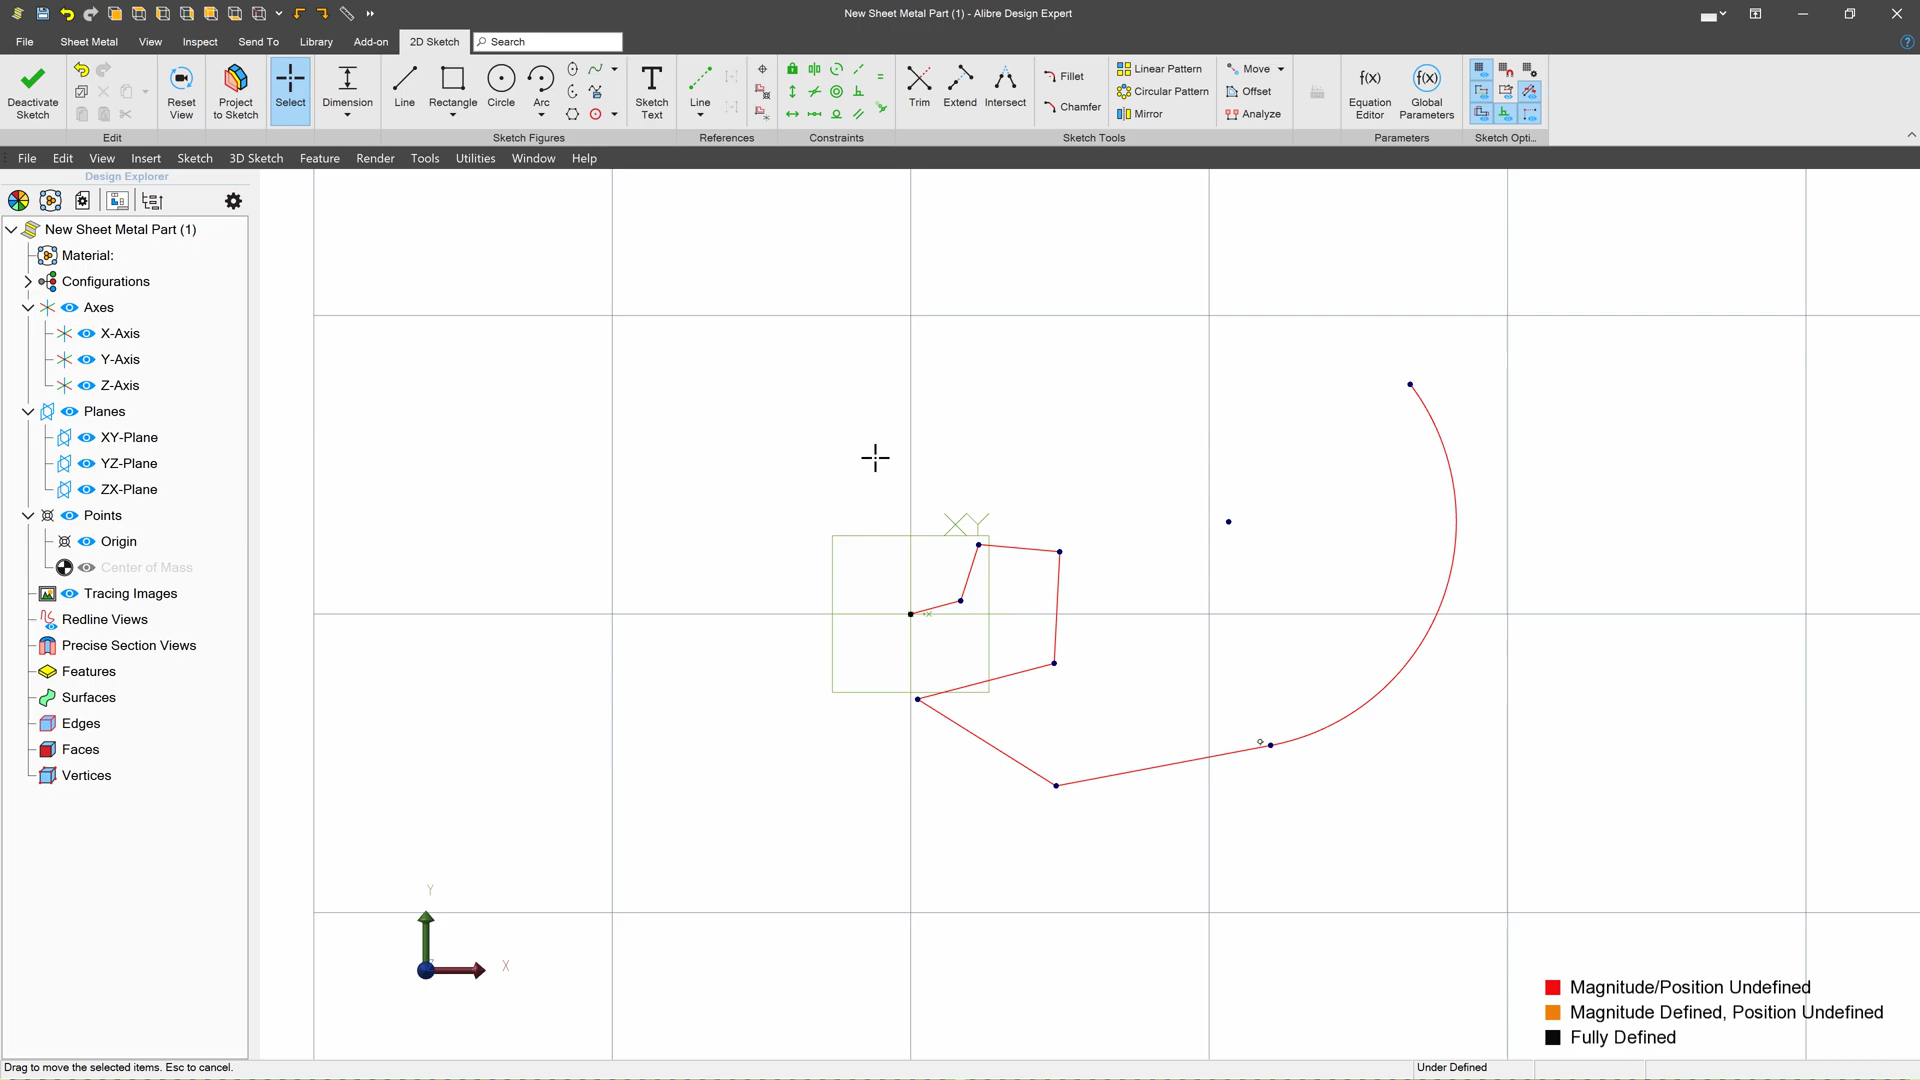 New Sheet Metal Part (1) - Alibre Design Expert
File Sheet Metal View Inspect Send To Library Add-on 2D Sketch Search
Deactivate Sketch
Reset View
Project to Sketch
Select
Dimension
Line
Rectangle
Circle
Arc
Sketch Text
Line
Trim
Extend
Intersect
Fillet
Chamfer
Linear Pattern
Circular Pattern
Mirror
Move
Offset
Analyze
f(x)
Equation Editor
(x)
Global Parameters
Edit Sketch Figures References Constraints Sketch Tools Parameters Sketch Opti...
File Edit View Insert Sketch 3D Sketch Feature Render Tools Utilities Window Help
Design Explorer
New Sheet Metal Part (1)
Material:
Configurations
Axes
X-Axis
Y-Axis
Z-Axis
Planes
XY-Plane
YZ-Plane
ZX-Plane
Points
Origin
Center of Mass
Tracing Images
Redline Views
Precise Section Views
Features
Surfaces
Edges
Faces
Vertices
XY
X
Y
X
Magnitude/Position Undefined
Magnitude Defined, Position Undefined
Fully Defined
Drag to move the selected items. Esc to cancel.
Under Defined